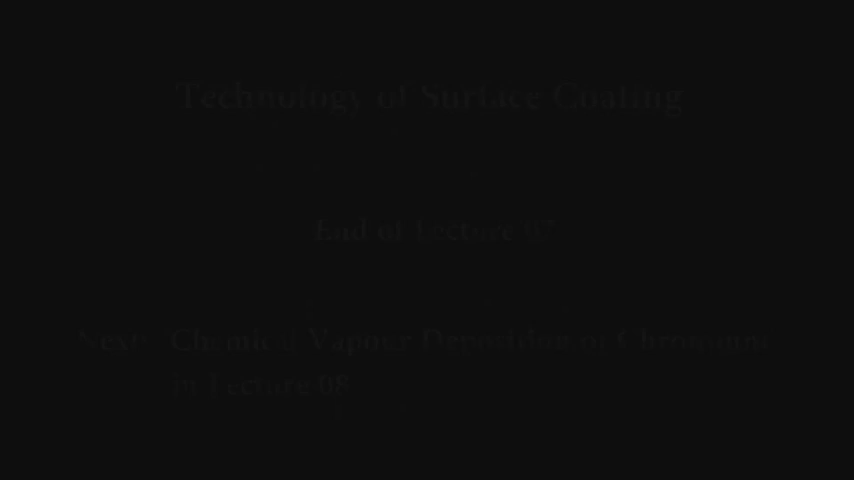 Technology of Surface Coating
End of Lecture 07
Next: Chemical Vapour Deposition of Chromium
in Lecture 08